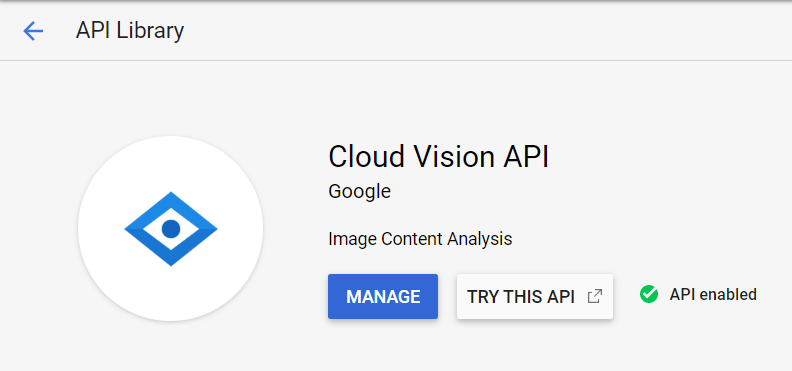 API Library
Cloud Vision API
Google
Image Content Analysis
MANAGE
TRY THIS API
API enabled